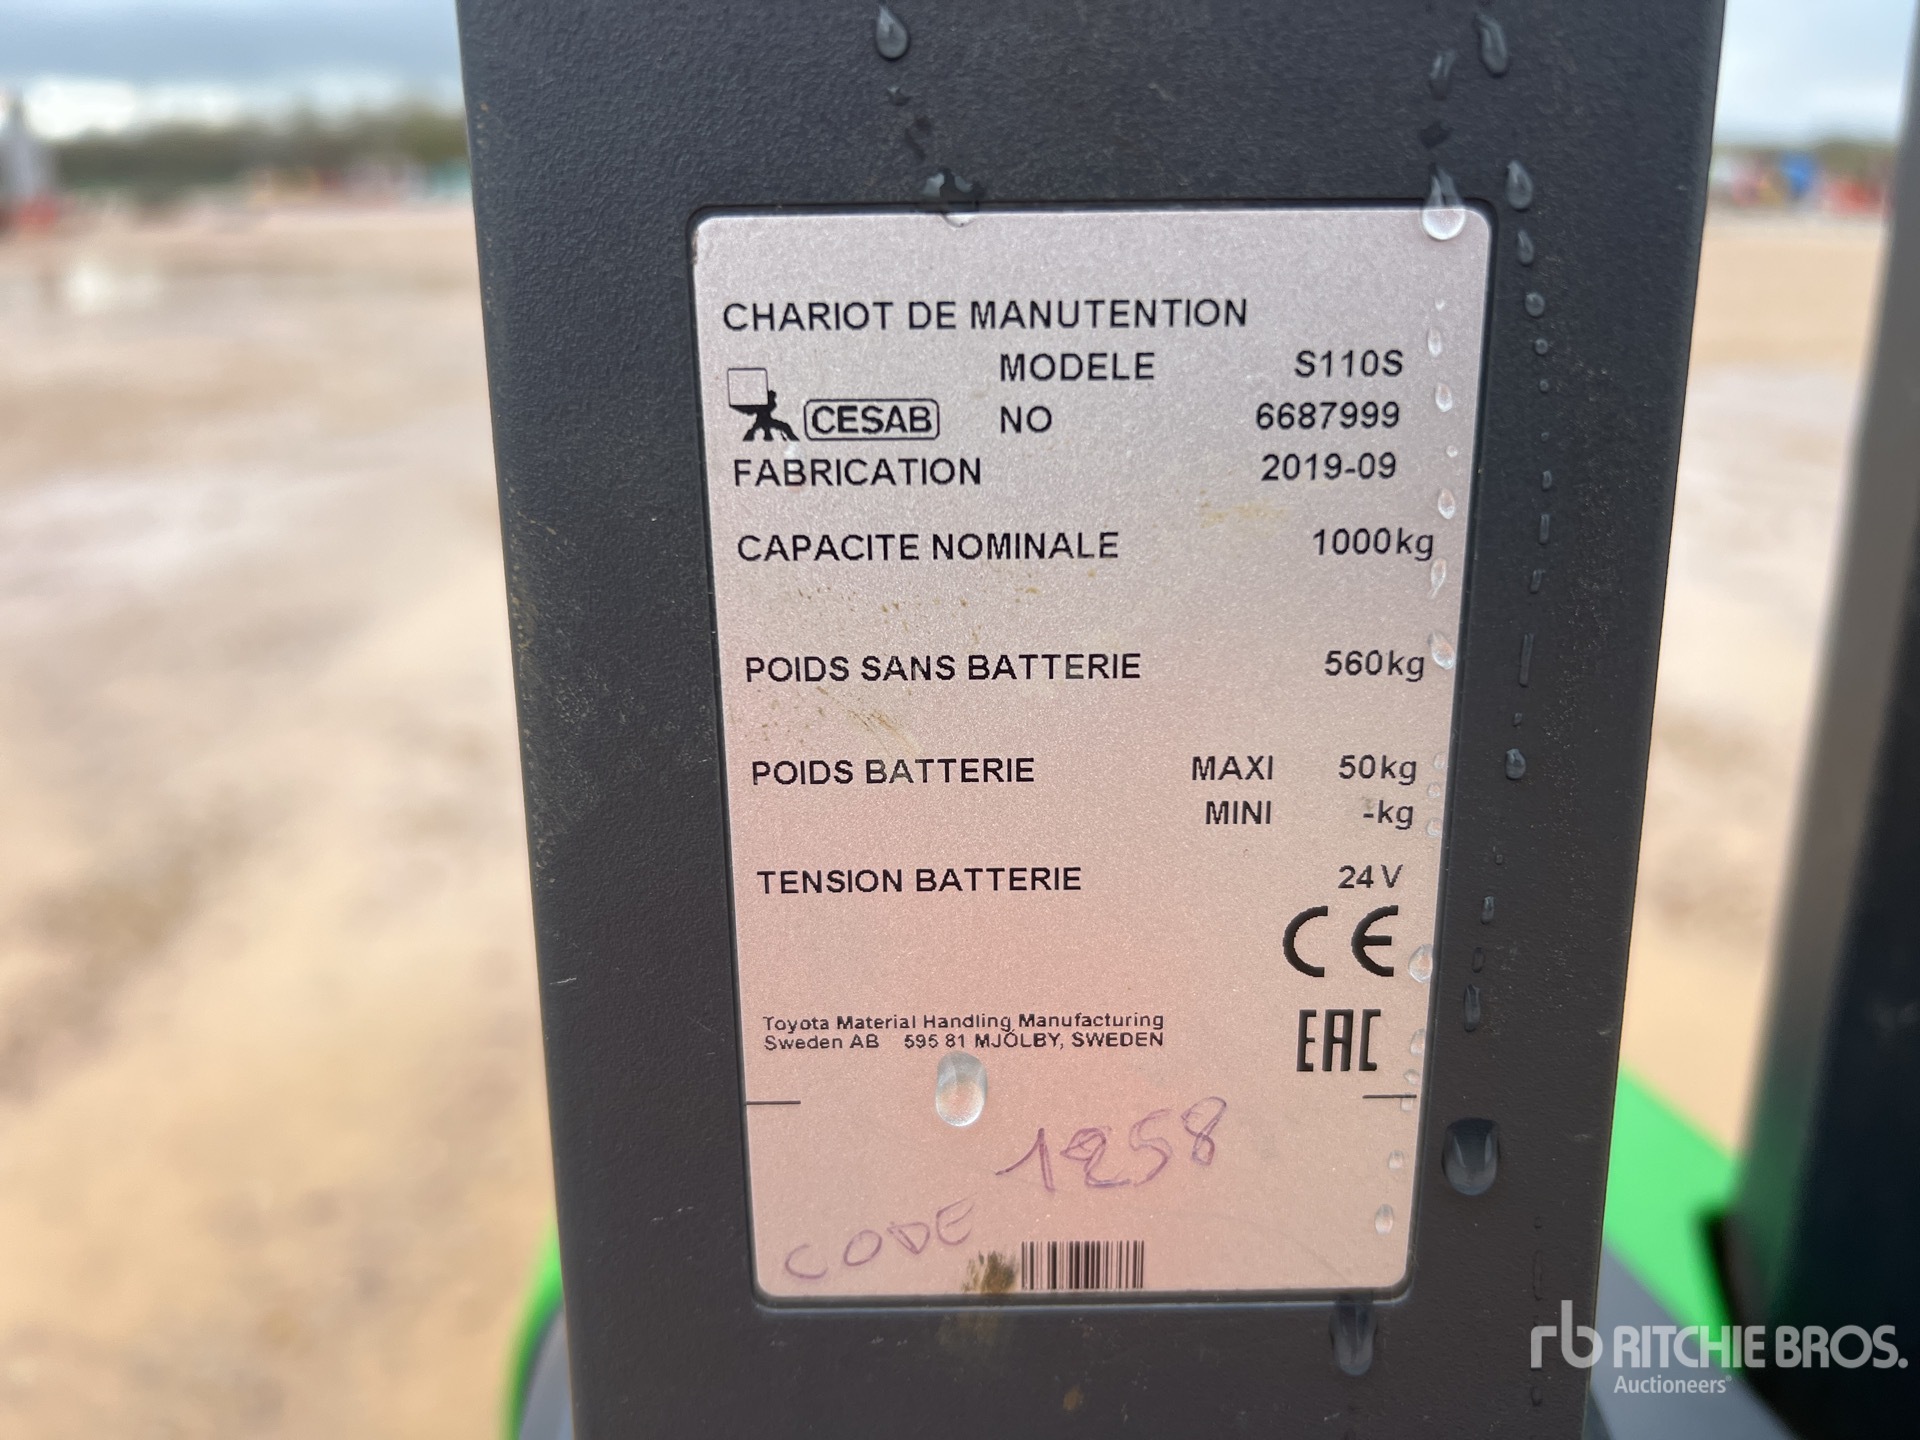 CHARIOT DE MANUTENTION
MODELE S110S
CESAB NO 6687999
FABRICATION 2019-09
CAPACITE NOMINALE 1000kg
POIDS SANS BATTERIE 560kg
POIDS BATTERIE MAXI 50kg
MINI -kg
TENSION BATTERIE 24V
CE
Toyota Material Handling Manufacturing
Sweden AB 595 81 MJÖLBY, SWEDEN
EAC
1258
CODE
rb RITCHIE BROS.
Auctioneers